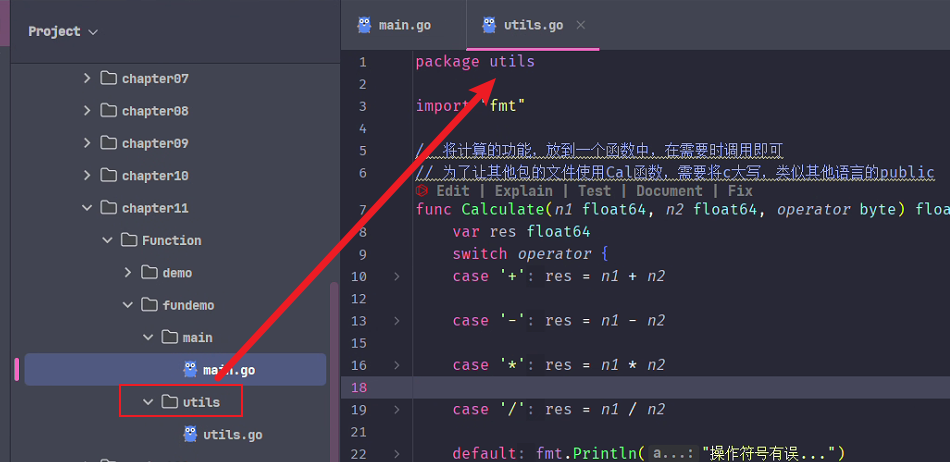 Project
chapter07
chapter08
chapter09
chapter10
chapter11
Function
demo
fundemo
main
main.go
utils
utils.go
main.go
utils.go
1 package utils
2
3 import "fmt"
4
5 // 将计算的功能，放到一个函数中，在需要时调用即可
6 // 为了让其他包的文件使用Cal函数，需要将c大写，类似其他语言的public
Edit | Explain | Test | Document | Fix
7 func Calculate(n1 float64, n2 float64, operator byte) floa
8 var res float64
9 switch operator {
10 case '+': res = n1 + n2
12
13 case '-': res = n1 - n2
15
16 case '*': res = n1 * n2
18
19 case '/': res = n1 / n2
21
22 default: fmt.Println( a...: "操作符号有误...")